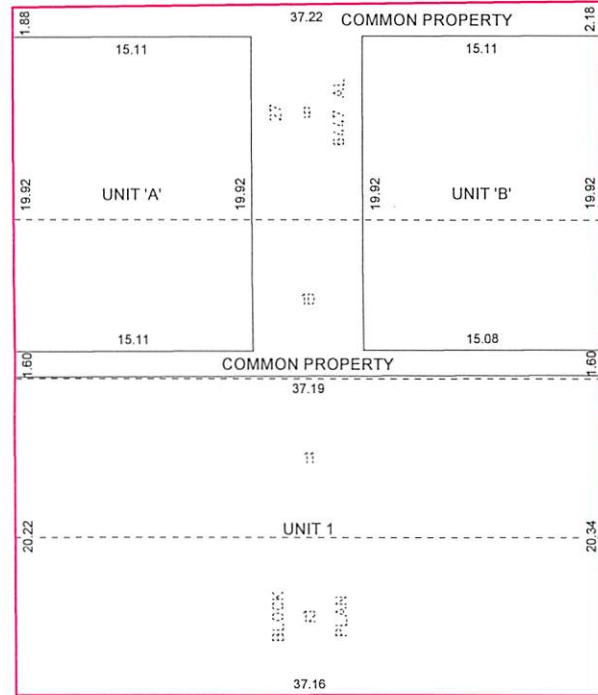 37.22 COMMON PROPERTY
1.88
2.18
15.11
15.11
27
9
6447 AL
19.92
UNIT 'A'
19.92
19.92
UNIT 'B'
19.92
10
15.11
15.08
1.60
COMMON PROPERTY
1.60
37.19
11
20.22
UNIT 1
20.34
BLOCK
PLAN
37.16